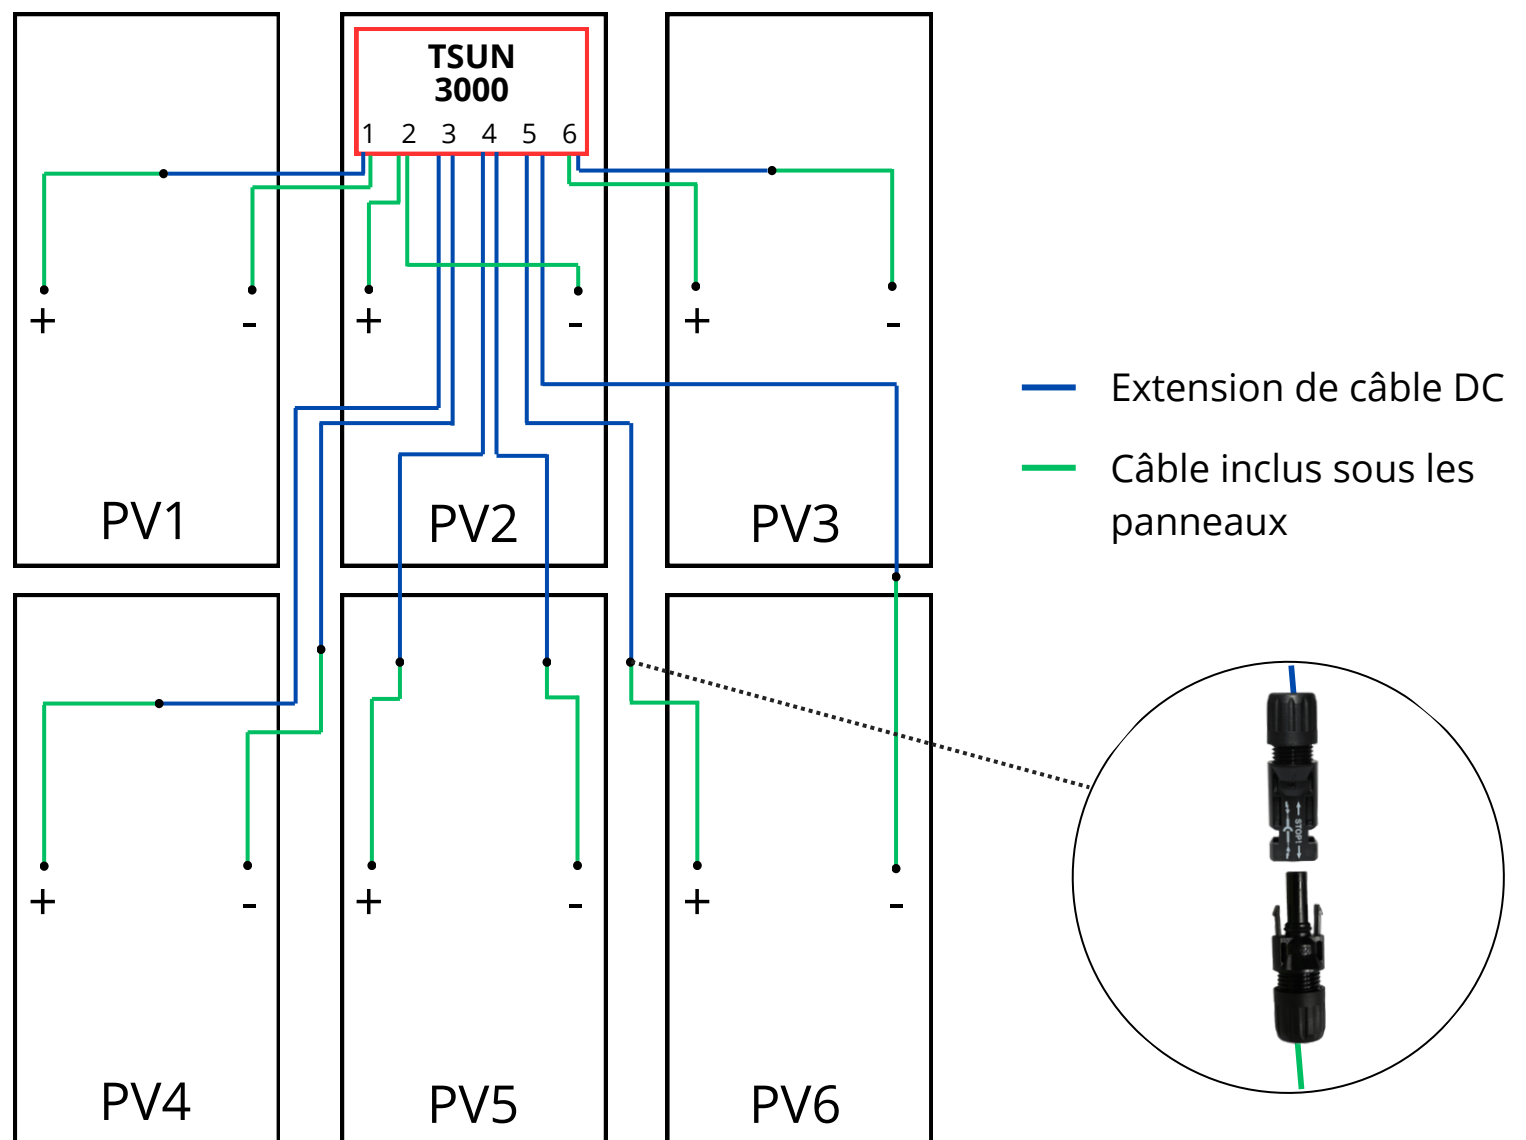 TSUN
3000
1 2 3 4 5 6
+ - + - + -
PV1 PV2 PV3
Extension de câble DC
Câble inclus sous les
panneaux
+ - + - + -
PV4 PV5 PV6
STOP!